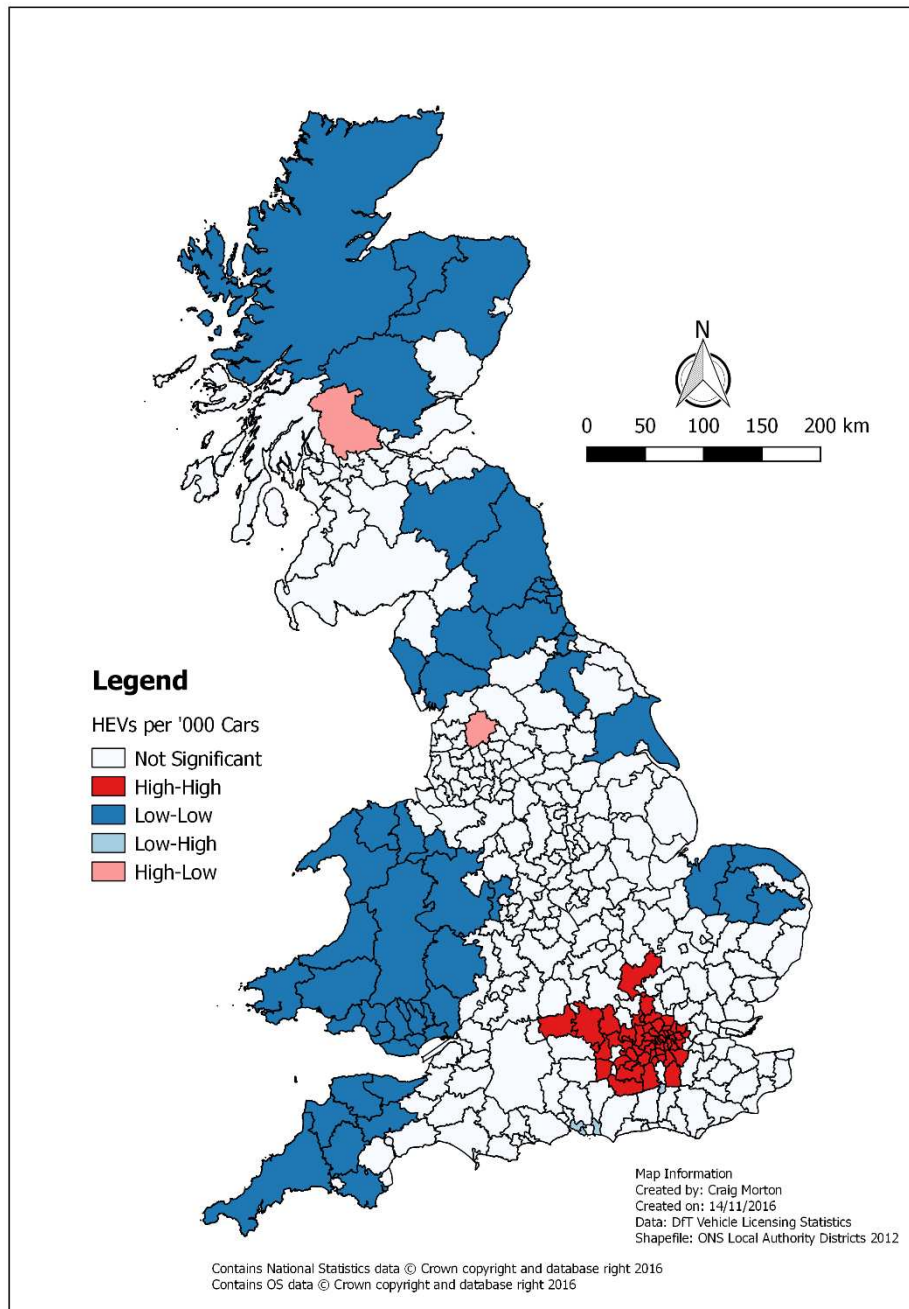 N
0 50 100 150 200 km
Legend
HEVs per '000 Cars
Not Significant
High-High
Low-Low
Low-High
High-Low
Map Information
Created by: Craig Morton
Created on: 14/11/2016
Data: DfT Vehicle Licensing Statistics
Shapefile: ONS Local Authority Districts 2012
Contains National Statistics data © Crown copyright and database right 2016
Contains OS data © Crown copyright and database right 2016